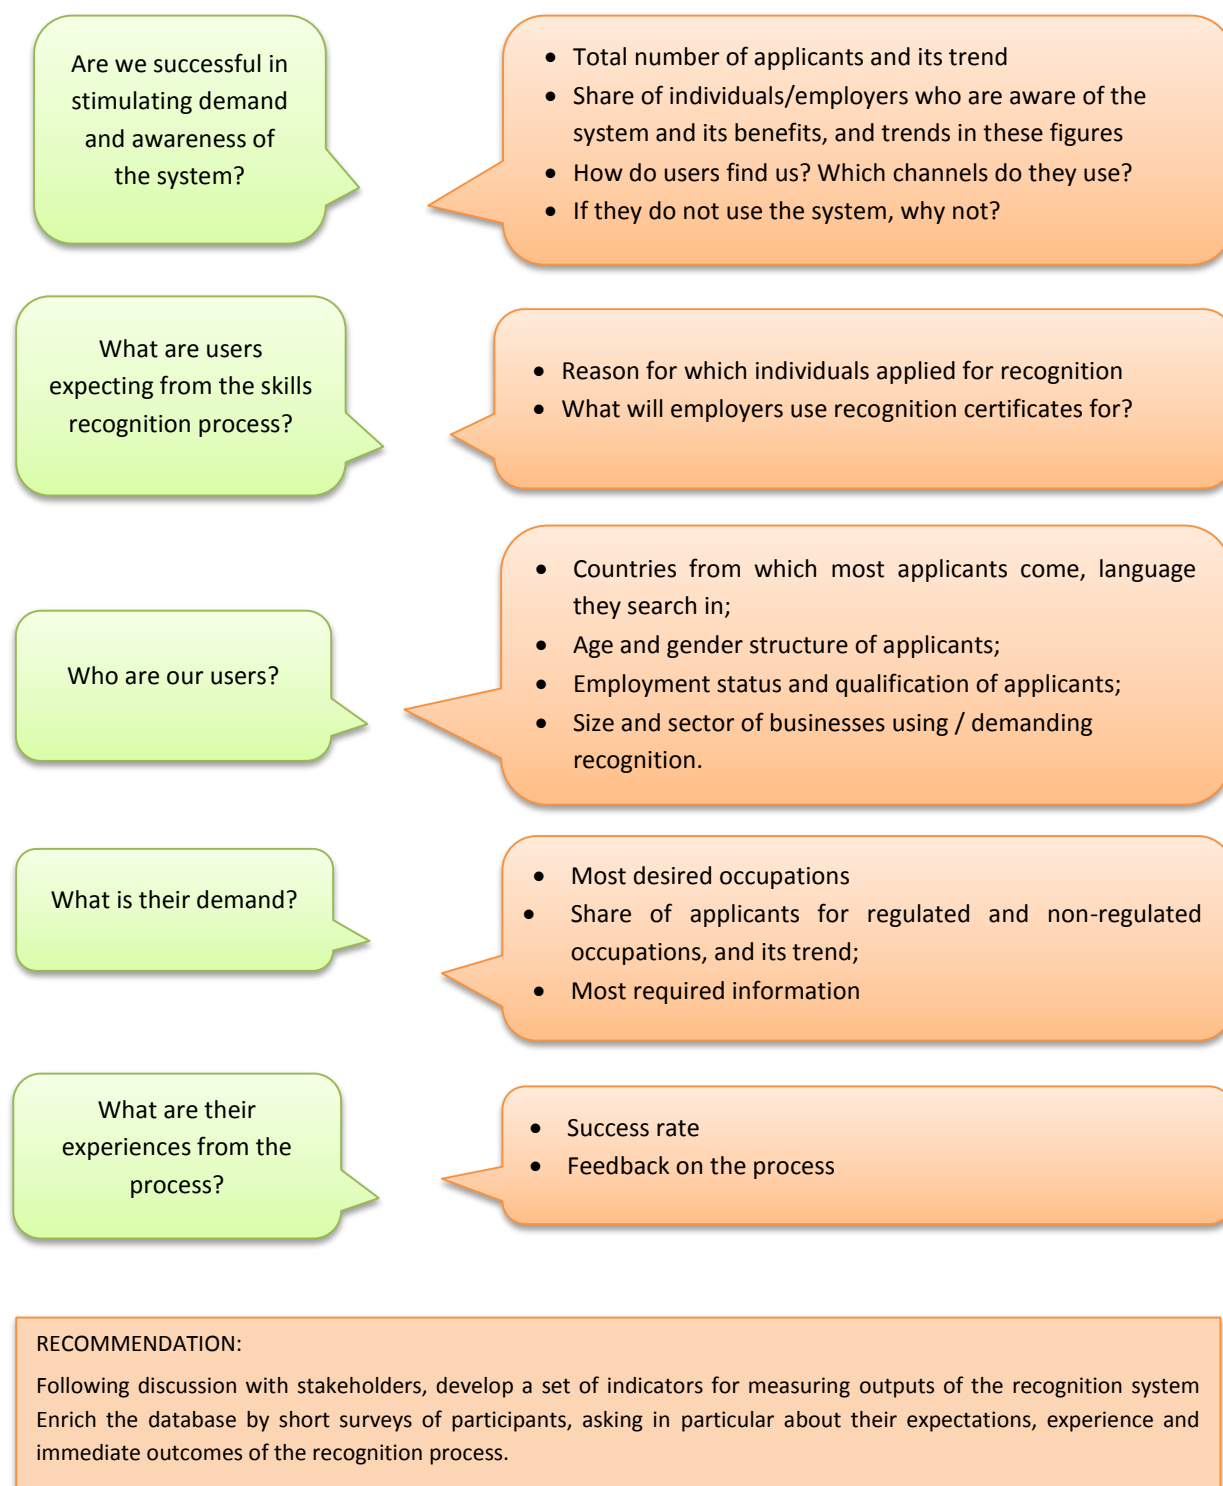 Are we successful in
stimulating demand
and awareness of
the system?
• Total number of applicants and its trend
• Share of individuals/employers who are aware of the
system and its benefits, and trends in these figures
• How do users find us? Which channels do they use?
• If they do not use the system, why not?
What are users
expecting from the skills
recognition process?
• Reason for which individuals applied for recognition
• What will employers use recognition certificates for?
Who are our users?
• Countries from which most applicants come, language
they search in;
• Age and gender structure of applicants;
• Employment status and qualification of applicants;
• Size and sector of businesses using / demanding
recognition.
What is their demand?
• Most desired occupations
• Share of applicants for regulated and non-regulated
occupations, and its trend;
• Most required information
What are their
experiences from the
process?
• Success rate
• Feedback on the process
RECOMMENDATION:
Following discussion with stakeholders, develop a set of indicators for measuring outputs of the recognition system
Enrich the database by short surveys of participants, asking in particular about their expectations, experience and
immediate outcomes of the recognition process.